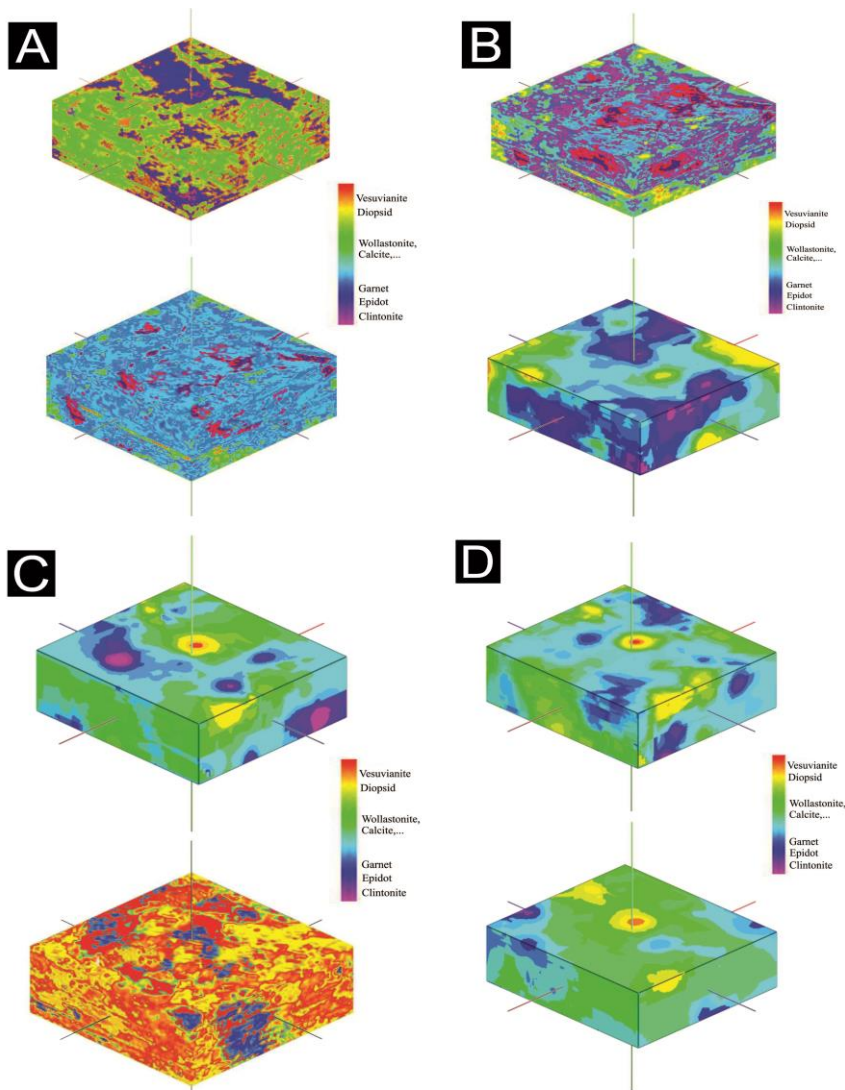 A
B
Vesuvianite
Diopsid
Wollastonite,
Calcite,...
Garnet
Epidot
Clintonite
Vesuvianite
Diopsid
Wollastonite,
Calcite,...
Garnet
Epidot
Clintonite
C
D
Vesuvianite
Diopsid
Wollastonite,
Calcite,...
Garnet
Epidot
Clintonite
Vesuvianite
Diopsid
Wollastonite,
Calcite,...
Garnet
Epidot
Clintonite